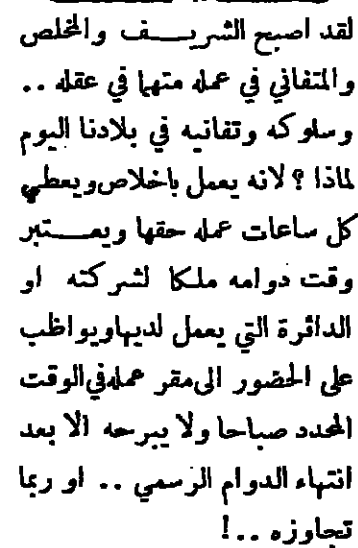 لقد اصبح الشريــف والمخلص
والمتفاني في عمله متهما في عقله ..
وسلوكه وتفانيه في بلادنا اليوم
لماذا ؟ لانه يعمل باخلاص ويعطي
كل ساعات عمله حقها ويعــتبر
وقت دوامه ملكا لشركته او
الدائرة التي يعمل لديها ويواظب
على الحضور الى مقر عمله في الوقت
المحدد صباحا ولا يبرحه الا بعد
انتهاء الدوام الرسمي .. او ربما
تجاوزه ..!